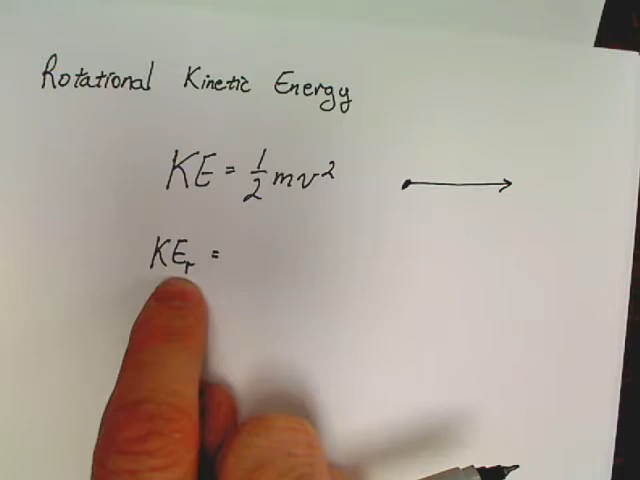 Rotational Kinetic Energy
KE = 1/2 mv²
KEr =